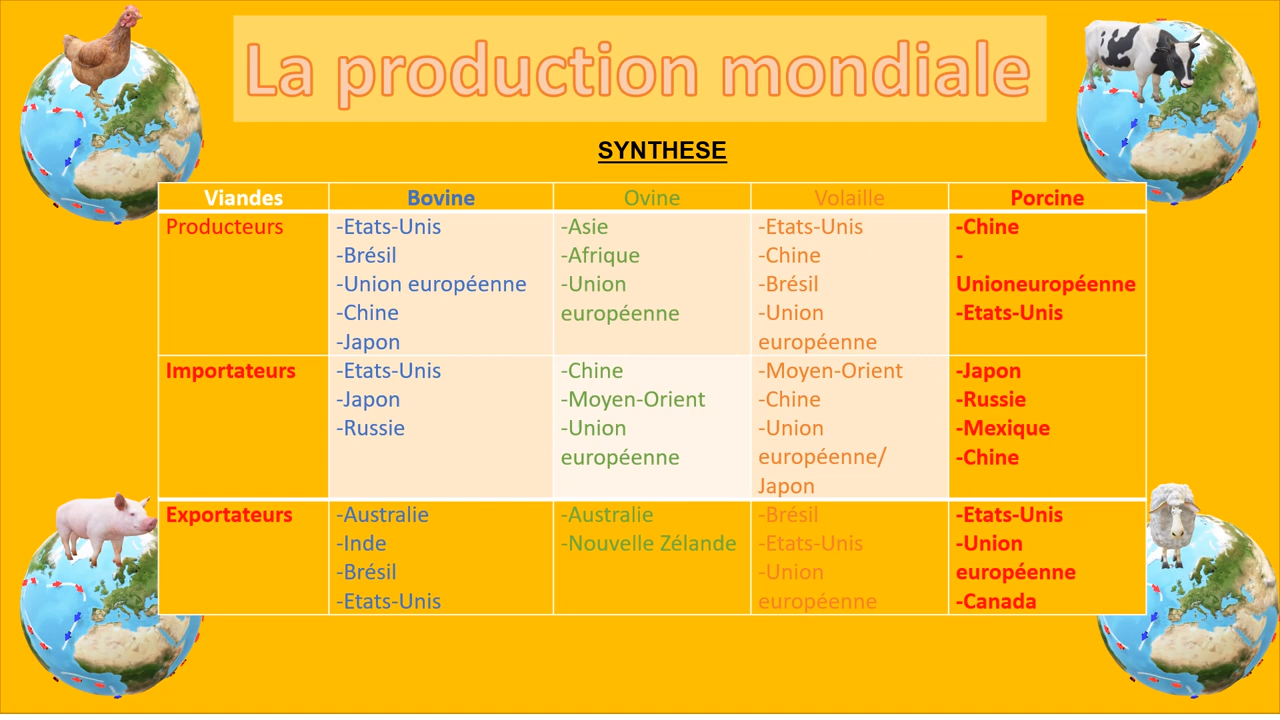 La production mondiale
SYNTHESE
Viandes
Bovine
Ovine
Volaille
Porcine
Producteurs
-Etats-Unis
-Brésil
-Union européenne
-Chine
-Japon
-Asie
-Afrique
-Union
européenne
-Etats-Unis
-Chine
-Brésil
-Union
européenne
-Chine
-
Unioneuropéenne
-Etats-Unis
Importateurs
-Etats-Unis
-Japon
-Russie
-Chine
-Moyen-Orient
-Union
européenne
-Moyen-Orient
-Chine
-Union
européenne/
Japon
-Japon
-Russie
-Mexique
-Chine
Exportateurs
-Australie
-Inde
-Brésil
-Etats-Unis
-Australie
-Nouvelle Zélande
-Brésil
-Etats-Unis
-Union
européenne
-Etats-Unis
-Union
européenne
-Canada